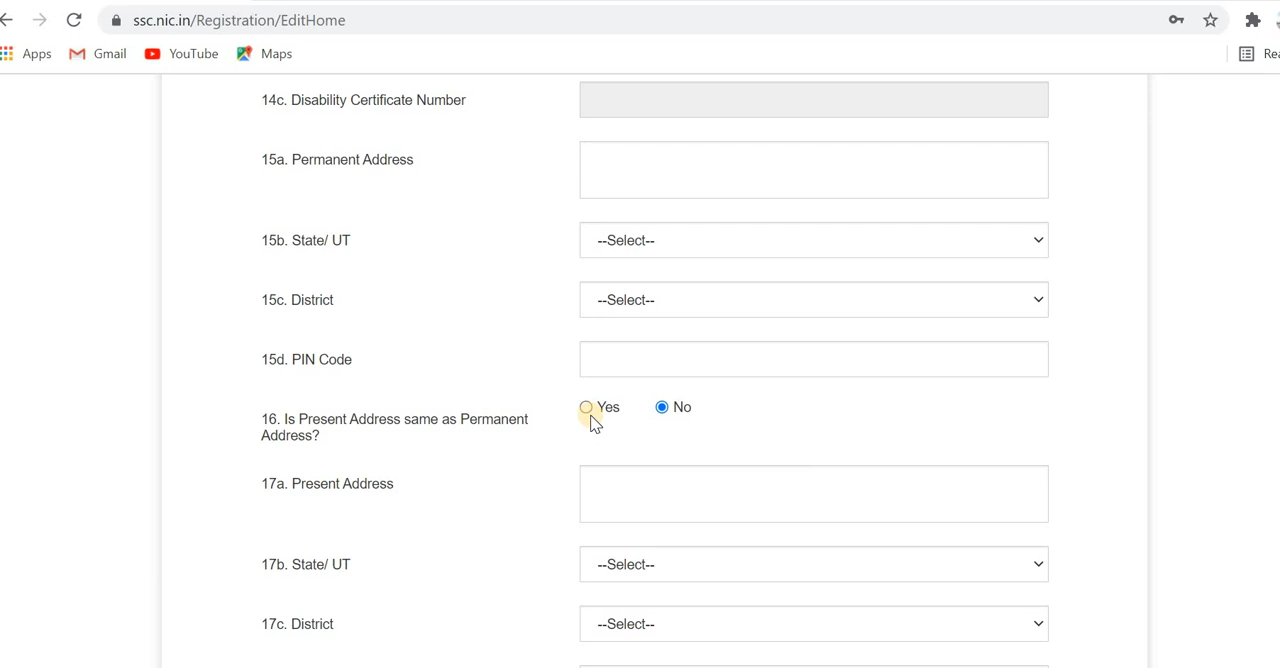 ssc.nic.in/Registration/EditHome
Apps Gmail YouTube Maps
14c. Disability Certificate Number
15a. Permanent Address
15b. State/ UT --Select--
15c. District --Select--
15d. PIN Code
16. Is Present Address same as Permanent Address? Yes No
17a. Present Address
17b. State/ UT --Select--
17c. District --Select--